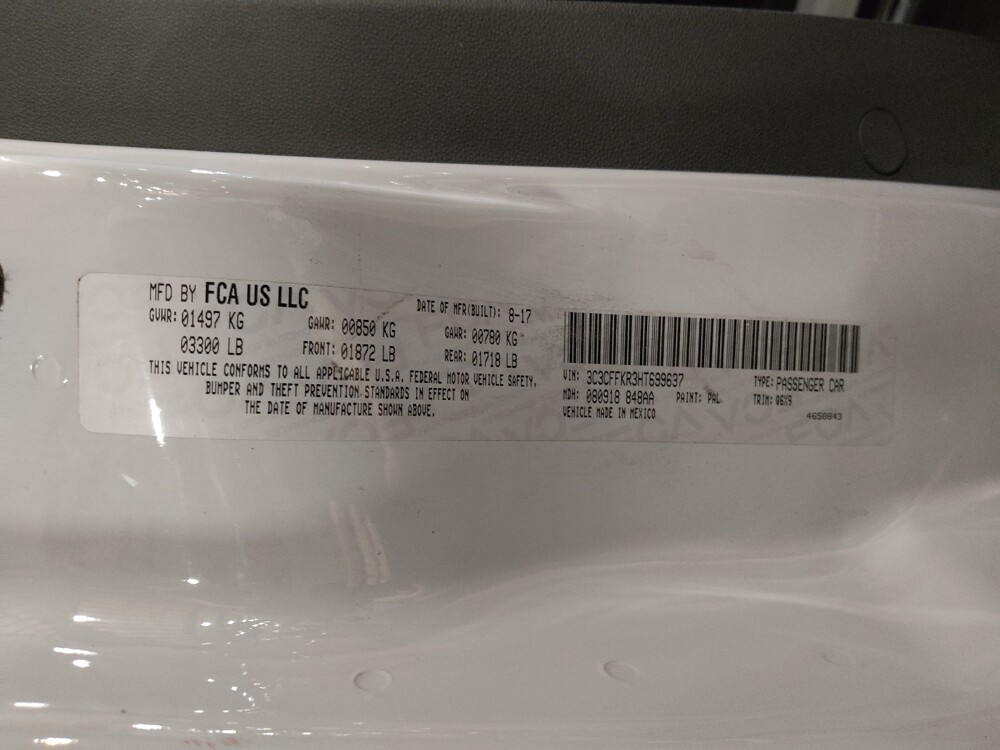 MFD BY FCA US LLC
DATE OF MFR(BUILT): 8-17
GVWR: 01497 KG GAWR: 00850 KG GAWR: 00780 KG
03300 LB FRONT: 01872 LB REAR: 01718 LB
THIS VEHICLE CONFORMS TO ALL APPLICABLE U.S.A. FEDERAL MOTOR VEHICLE SAFETY,
BUMPER AND THEFT PREVENTION STANDARDS IN EFFECT ON
THE DATE OF MANUFACTURE SHOWN ABOVE.
VIN: 3C3CFFKR3HT699637 TYPE: PASSENGER CAR
MDH: 080918 848AA PAINT: PAL TRIM: Q6X9
VEHICLE MADE IN MEXICO 4658843